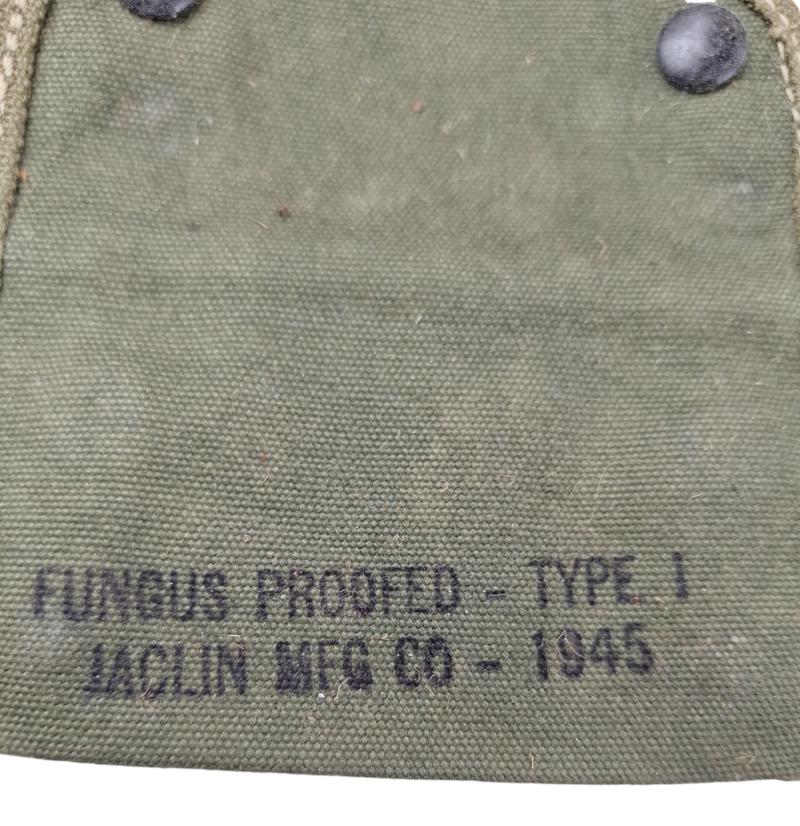 FUNGUS PROOFED - TYPE I
JACLIN MFG CO - 1945